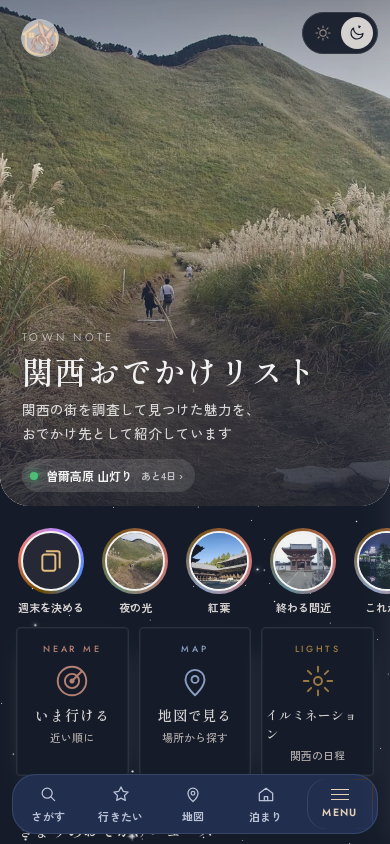 TOWN NOTE
関西おでかけリスト
関西の街を調査して見つけた魅力を、
おでかけ先として紹介しています
曽爾高原 山灯り あと4日 ›
週末を決める 夜の光 紅葉 終わる間近 これか
NEAR ME
いま行ける
近い順に
MAP
地図で見る
場所から探す
LIGHTS
イルミネーション
ン
関西の日程
さがす 行きたい 地図 泊まり MENU